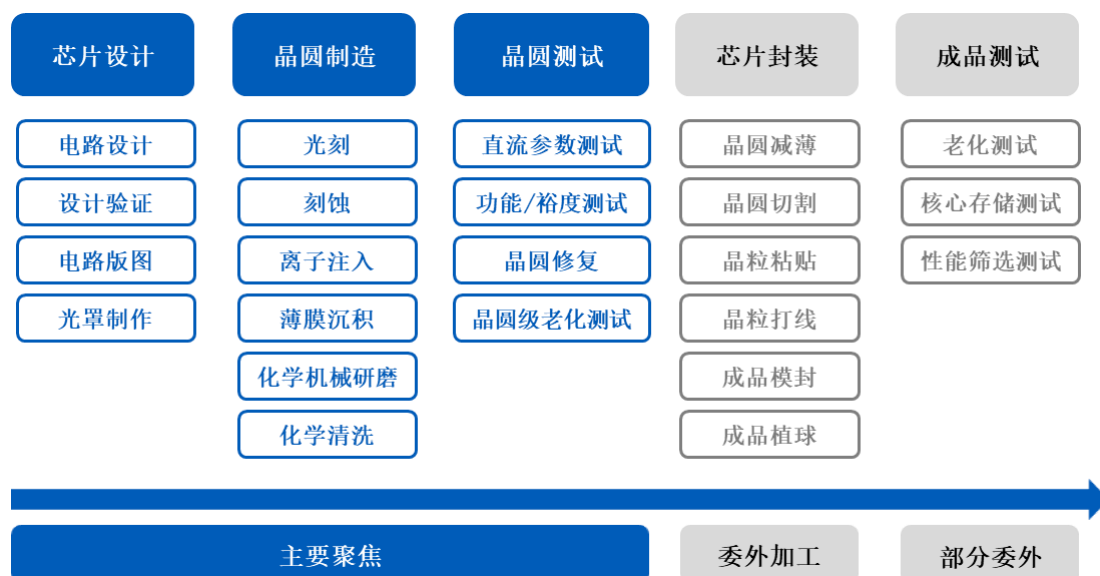 芯片设计
晶圆制造
晶圆测试
芯片封装
成品测试
电路设计
光刻
直流参数测试
晶圆减薄
老化测试
设计验证
刻蚀
功能/裕度测试
晶圆切割
核心存储测试
电路版图
离子注入
晶圆修复
晶粒粘贴
性能筛选测试
光罩制作
薄膜沉积
晶圆级老化测试
晶粒打线
化学机械研磨
成品模封
化学清洗
成品植球
主要聚焦
委外加工
部分委外